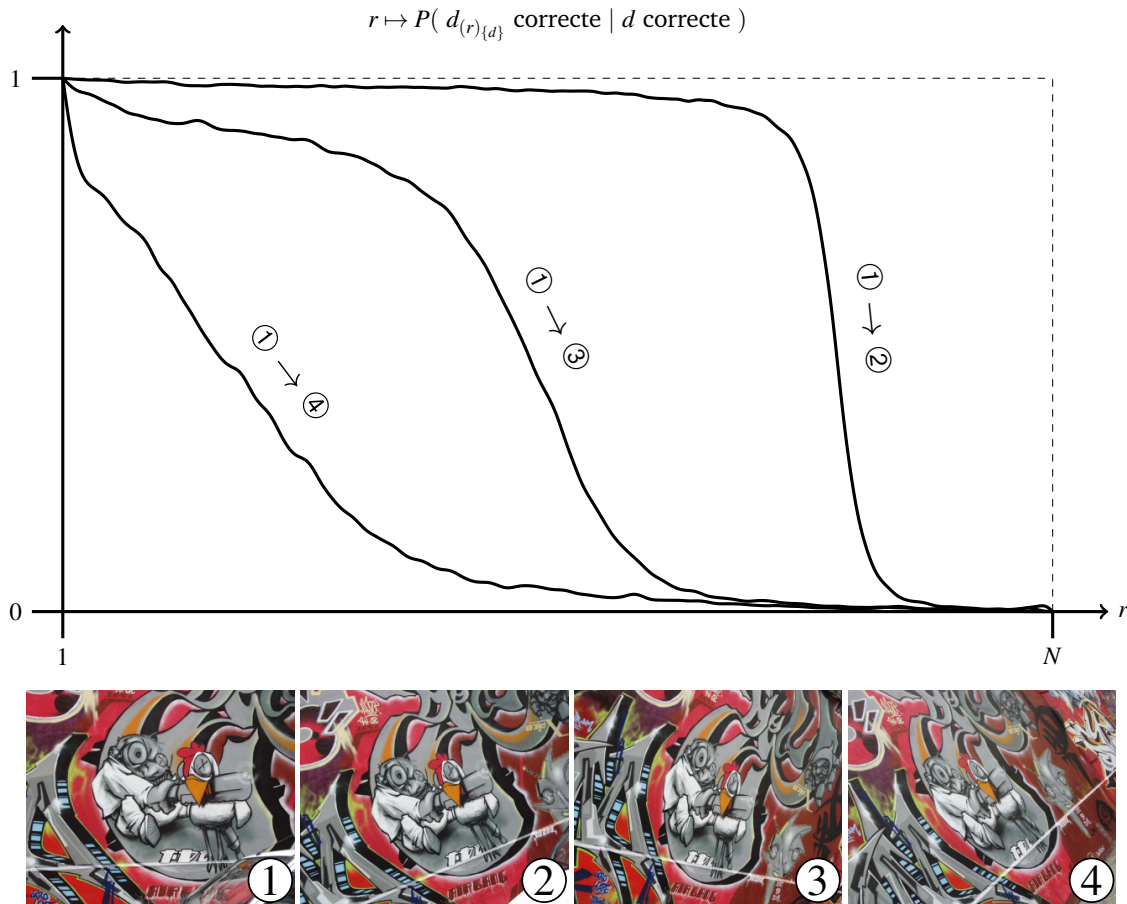 r ↦ P( d_{(r)_{d}} correcte | d correcte )
1
① → ②
① → ③
① → ④
0
r
1
N
1
2
3
4